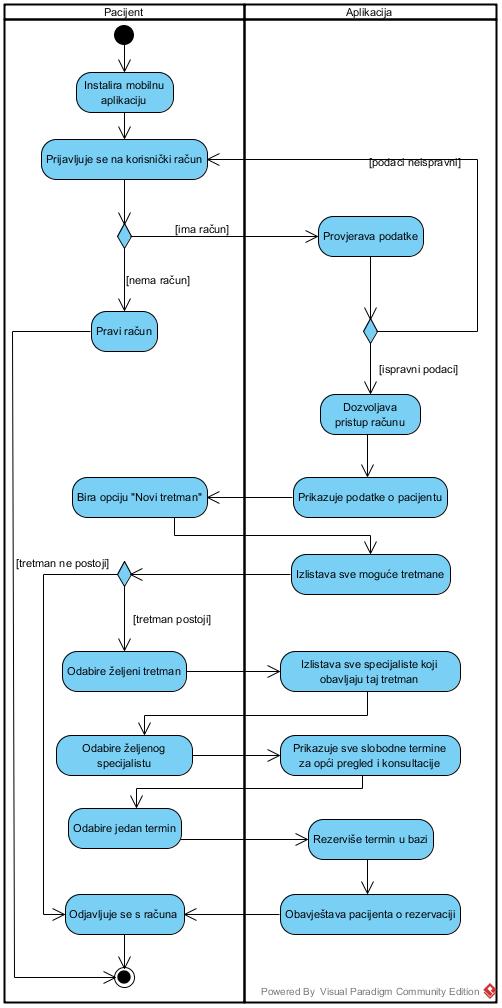 Pacijent
Aplikacija
Instalira mobilnu
aplikaciju
Prijavljuje se na korisnički račun
[podaci neispravni]
[ima račun]
Provjerava podatke
[nema račun]
Pravi račun
[ispravni podaci]
Dozvoljava
pristup računu
Bira opciju "Novi tretman"
Prikazuje podatke o pacijentu
[tretman ne postoji]
Izlistava sve moguće tretmane
[tretman postoji]
Odabire željeni tretman
Izlistava sve specijaliste koji
obavljaju taj tretman
Odabire željenog
specijalistu
Prikazuje sve slobodne termine
za opći pregled i konsultacije
Odabire jedan termin
Rezerviše termin u bazi
Odjavljuje se s računa
Obavještava pacijenta o rezervaciji
Powered By Visual Paradigm Community Edition